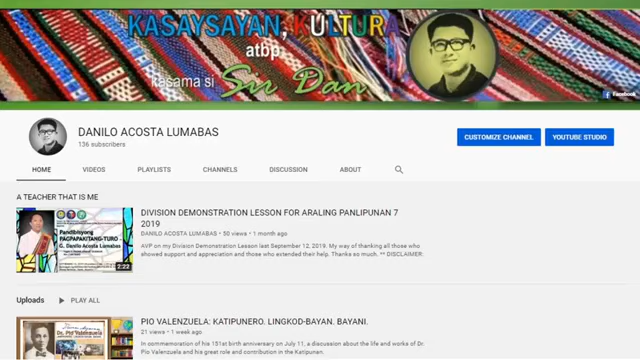 KASAYSAYAN, KULTURA
atbp.
kasama si Sir Dan
Facebook
DANILO ACOSTA LUMABAS
136 subscribers
CUSTOMIZE CHANNEL
YOUTUBE STUDIO
HOME
VIDEOS
PLAYLISTS
CHANNELS
DISCUSSION
ABOUT
A TEACHER THAT IS ME
DIVISION DEMONSTRATION LESSON FOR ARALING PANLIPUNAN 7
2019
DANILO ACOSTA LUMABAS • 50 views • 1 month ago
AVP on my Division Demonstration Lesson last September 12, 2019. My way of thanking all those who
showed support and appreciation and those who extended their help. Thanks so much. ** DISCLAIMER:
Pandibisyong
PAGPAPAKITANG-TURO
G. Danilo Acosta Lumabas
2:22
Uploads
PLAY ALL
PIO VALENZUELA: KATIPUNERO. LINGKOD-BAYAN. BAYANI.
21 views • 1 week ago
In commemoration of his 151st birth anniversary on July 11, a discussion about the life and works of Dr.
Pio Valenzuela and his great role and contribution in the Katipunan.
Dr. Pio Valenzuela